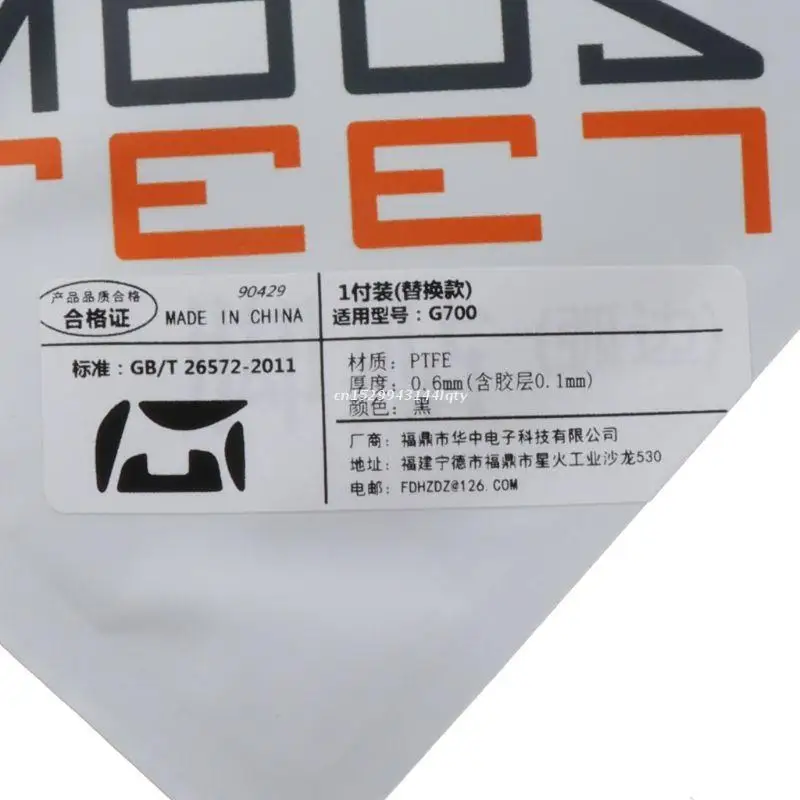 产品品质合格
合格证
90429
MADE IN CHINA
标准：GB/T 26572-2011
1付装(替换款)
适用型号：G700
材质：PTFE
厚度：0.6mm(含胶层0.1mm)
颜色：黑
cn1529943144lqty
厂商：福鼎市华中电子科技有限公司
地址：福建宁德市福鼎市星火工业沙龙530
电邮：FDHZDZ@126.COM